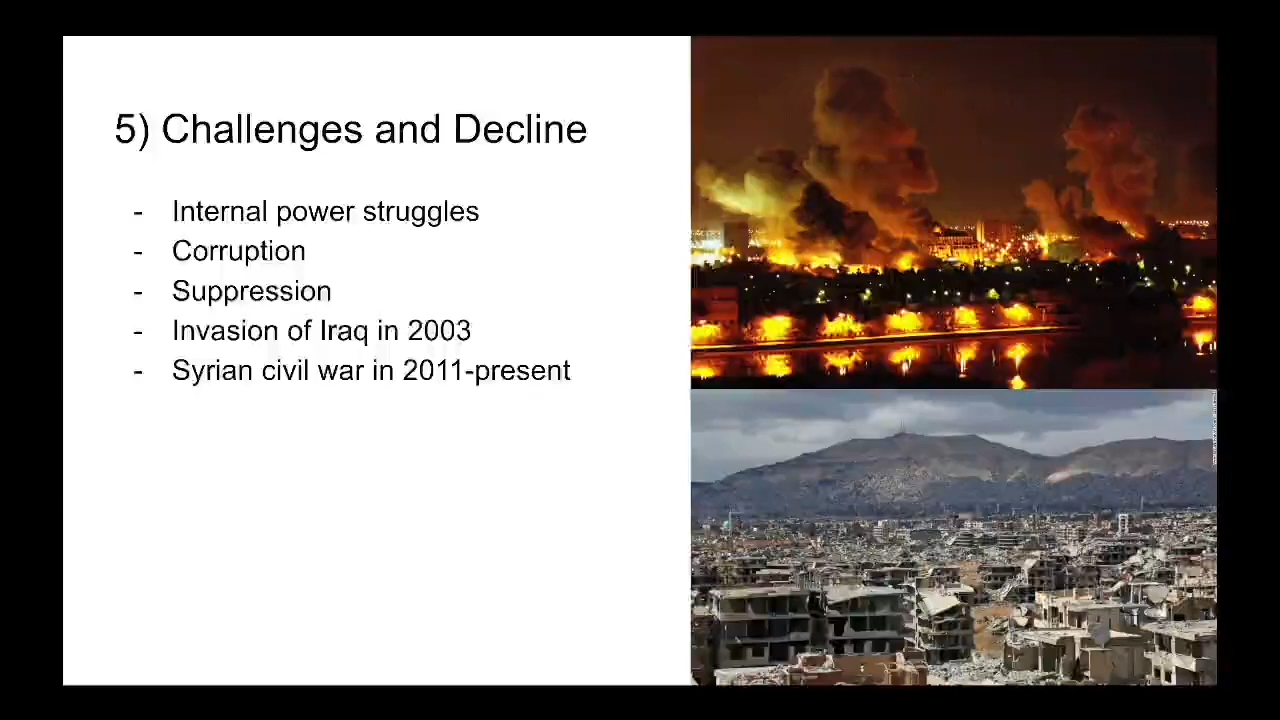 5) Challenges and Decline
- Internal power struggles
- Corruption
- Suppression
- Invasion of Iraq in 2003
- Syrian civil war in 2011-present